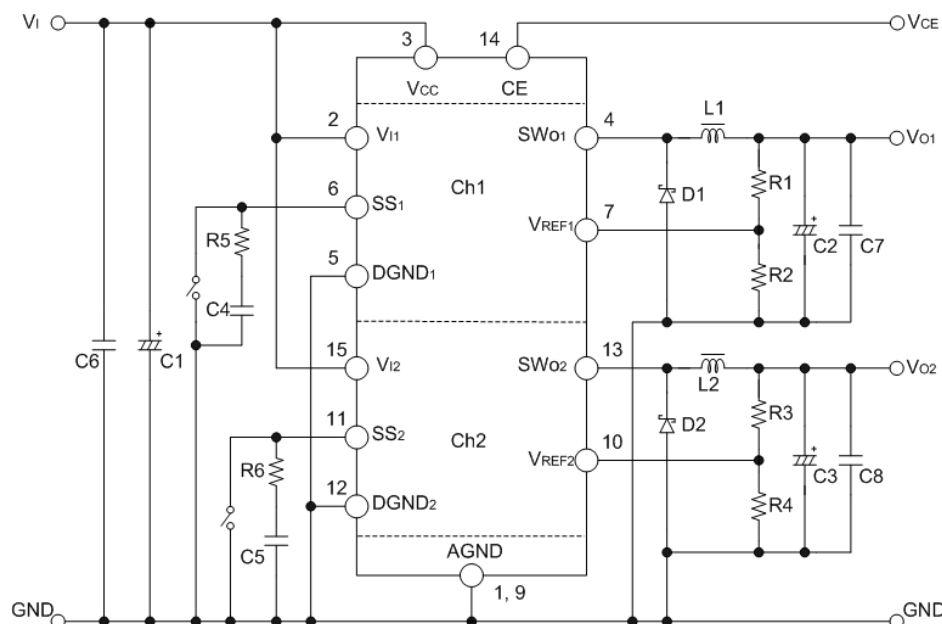 VI
3
14
VCE
VCC
CE
L1
2
VI1
SWO1
4
VO1
Ch1
6
SS1
R5
D1
R1
7
VREF1
C2
C7
5
DGND1
R2
C4
C6
C1
15
VI2
SWO2
13
VO2
L2
11
SS2
Ch2
D2
R3
10
VREF2
R6
C3
C8
12
DGND2
R4
C5
AGND
1, 9
GND
GND